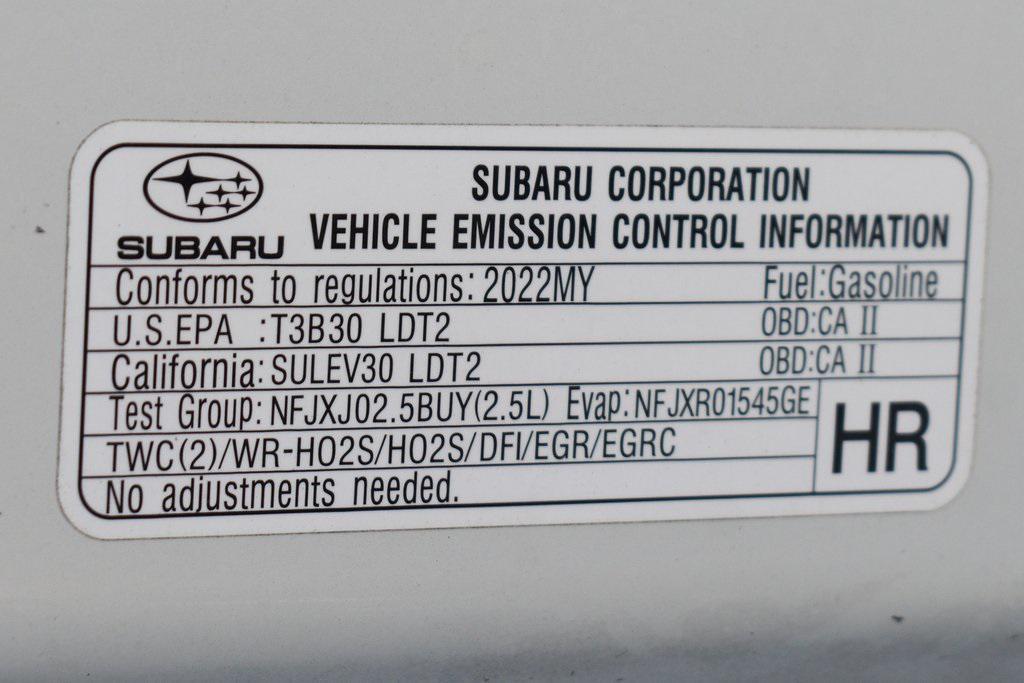 SUBARU
SUBARU CORPORATION
VEHICLE EMISSION CONTROL INFORMATION
Conforms to regulations: 2022MY Fuel:Gasoline
U.S.EPA :T3B30 LDT2 OBD:CA II
California:SULEV30 LDT2 OBD:CA II
Test Group:NFJXJ02.5BUY(2.5L) Evap:NFJXR01545GE
TWC(2)/WR-HO2S/HO2S/DFI/EGR/EGRC
HR
No adjustments needed.